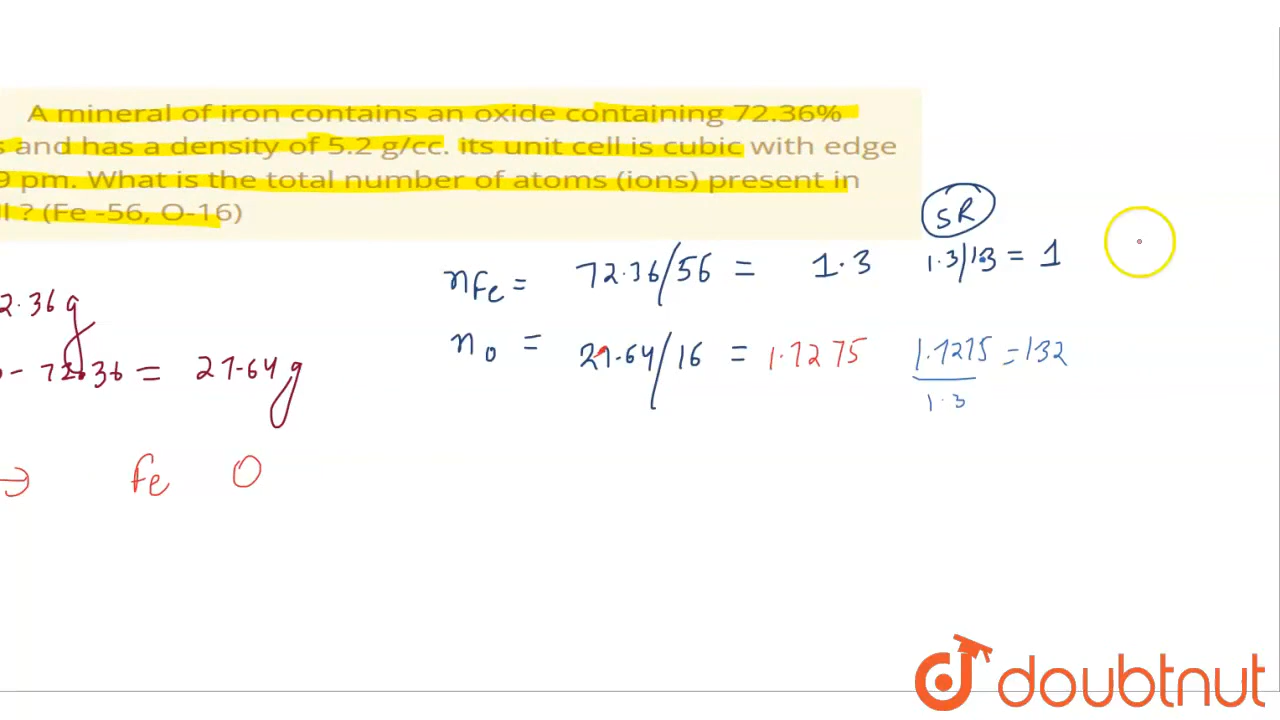 A mineral of iron contains an oxide containing 72.36%
s and has a density of 5.2 g/cc. its unit cell is cubic with edge
9 pm. What is the total number of atoms (ions) present in
ll ? (Fe -56, O-16)
SR
nFe = 72.36/56 = 1.3 1.3/1.3 = 1
2.36 g
no = 27.64/16 = 1.7275 1.7275/1.3 = 132
- 72.36 = 27.64 g
→ Fe O
doubtnut